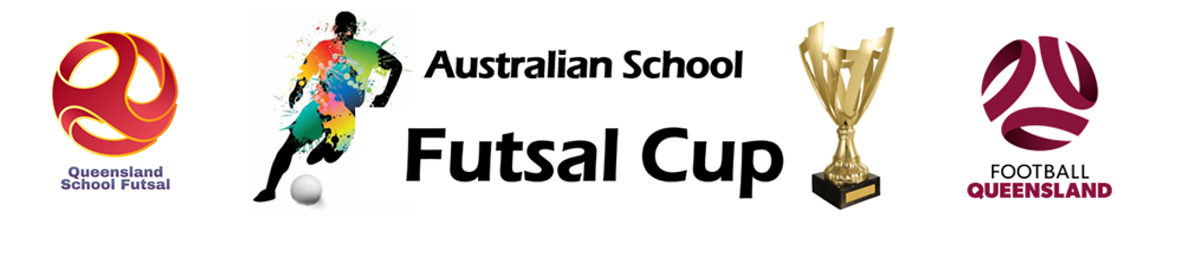 Queensland
School Futsal
Australian School
Futsal Cup
FOOTBALL
QUEENSLAND